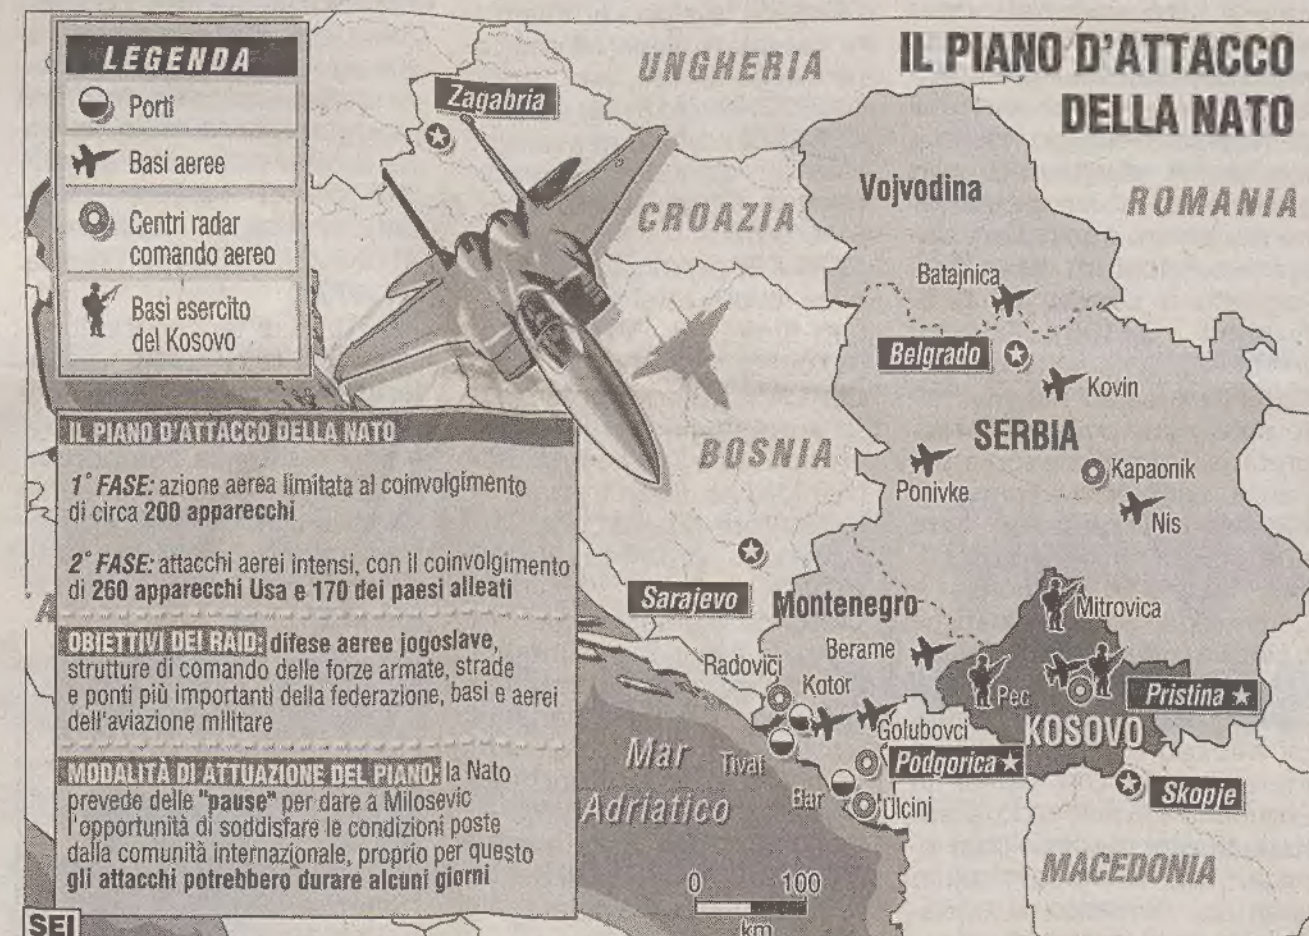 IL PIANO D'ATTACCO
DELLA NATO
LEGENDA
Porti
Basi aeree
Centri radar
comando aereo
Basi esercito
del Kosovo
IL PIANO D'ATTACCO DELLA NATO
1° FASE: azione aerea limitata al coinvolgimento
di circa 200 apparecchi
2° FASE: attacchi aerei intensi, con il coinvolgimento
di 260 apparecchi Usa e 170 dei paesi alleati
OBIETTIVI DEI RAID: difese aeree jogoslave,
strutture di comando delle forze armate, strade
e ponti più importanti della federazione, basi e aerei
dell'aviazione militare
MODALITÀ DI ATTUAZIONE DEL PIANO: la Nato
prevede delle "pause" per dare a Milosevic
l'opportunità di soddisfare le condizioni poste
dalla comunità internazionale, proprio per questo
gli attacchi potrebbero durare alcuni giorni
SEI
UNGHERIA
Zagabria
CROAZIA
Vojvodina
ROMANIA
Batajnica
Belgrado
Kovin
SERBIA
BOSNIA
Ponivke
Kapaonik
Nis
Sarajevo
Montenegro
Mitrovica
Berame
Radovici
Kotor
Pec
Pristina
KOSOVO
Golubovci
Tivat
Podgorica
Mar
Adriatico
Bar
Ulcinj
Skopje
MACEDONIA
0 100
km